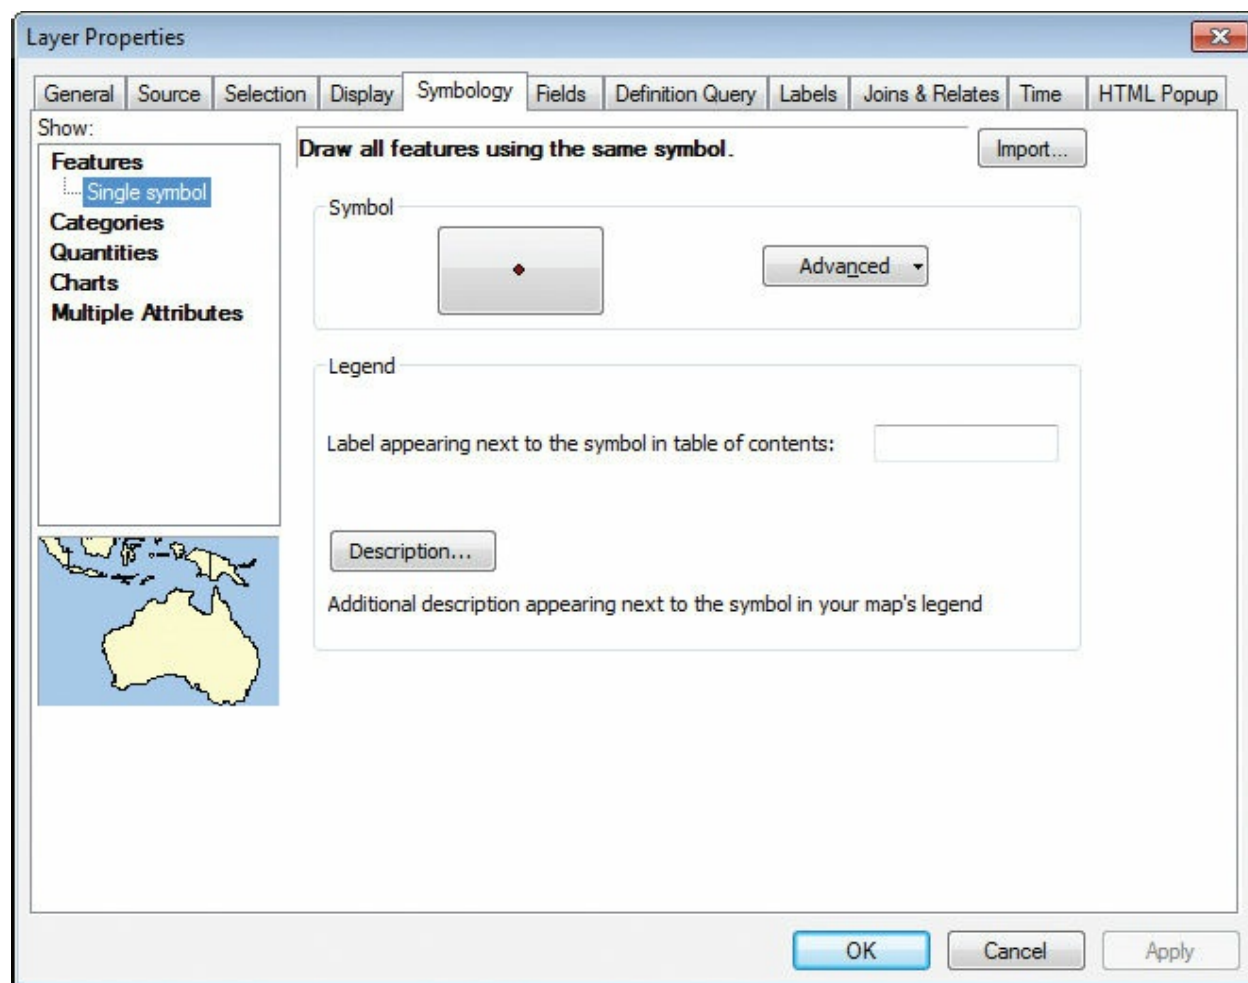 Layer Properties
General Source Selection Display Symbology Fields Definition Query Labels Joins & Relates Time HTML Popup
Show:
Features
Single symbol
Categories
Quantities
Charts
Multiple Attributes
Draw all features using the same symbol.
Import...
Symbol
Advanced
Legend
Label appearing next to the symbol in table of contents:
Description...
Additional description appearing next to the symbol in your map's legend
OK Cancel Apply